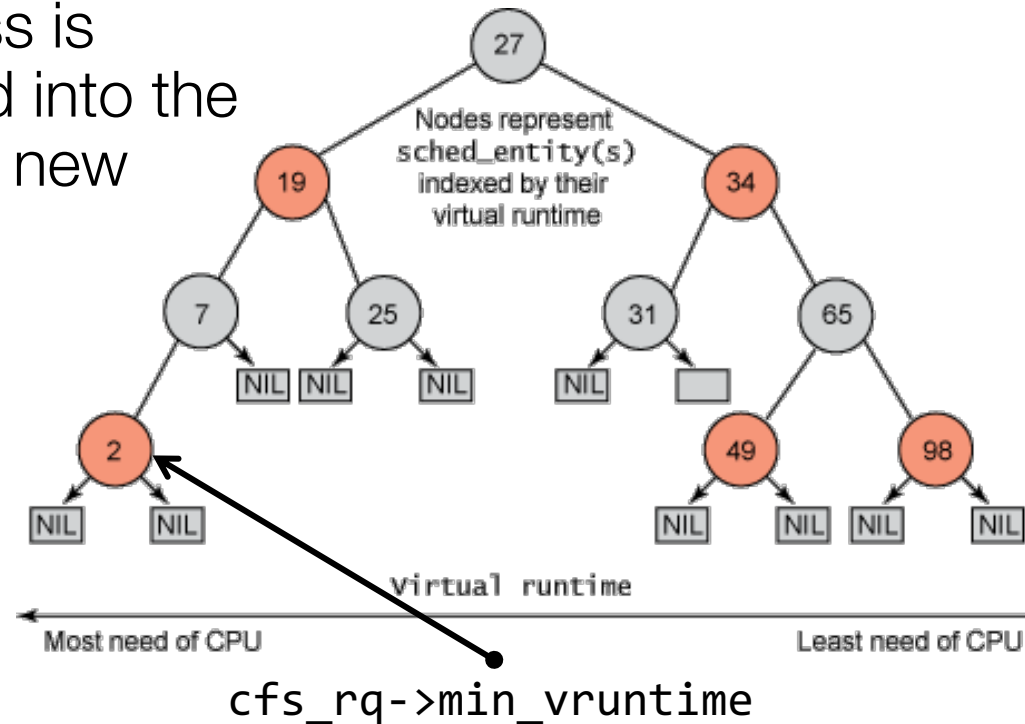 ss is
d into the
new
27
Nodes represent
sched_entity(s)
indexed by their
virtual runtime
19
34
7
25
31
65
NIL NIL NIL NIL
2
49
98
NIL NIL NIL NIL NIL NIL
Virtual runtime
Most need of CPU
Least need of CPU
cfs_rq->min_vruntime